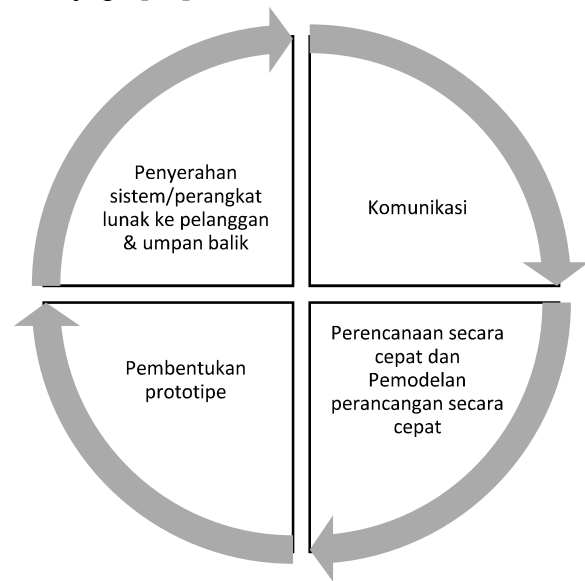 Penyerahan
sistem/perangkat
lunak ke pelanggan
& umpan balik
Komunikasi
Pembentukan
prototipe
Perencanaan secara
cepat dan
Pemodelan
perancangan secara
cepat